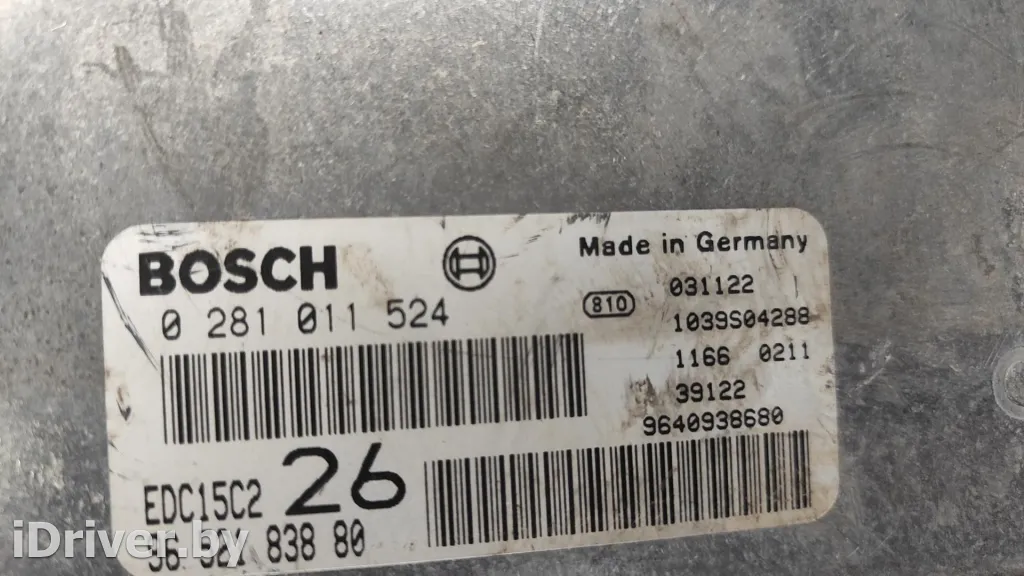 BOSCH
Made in Germany
0 281 011 524
810
031122
1039S04288
1166 0211
39122
9640938680
EDC15C2 26
838 80
iDriver.by